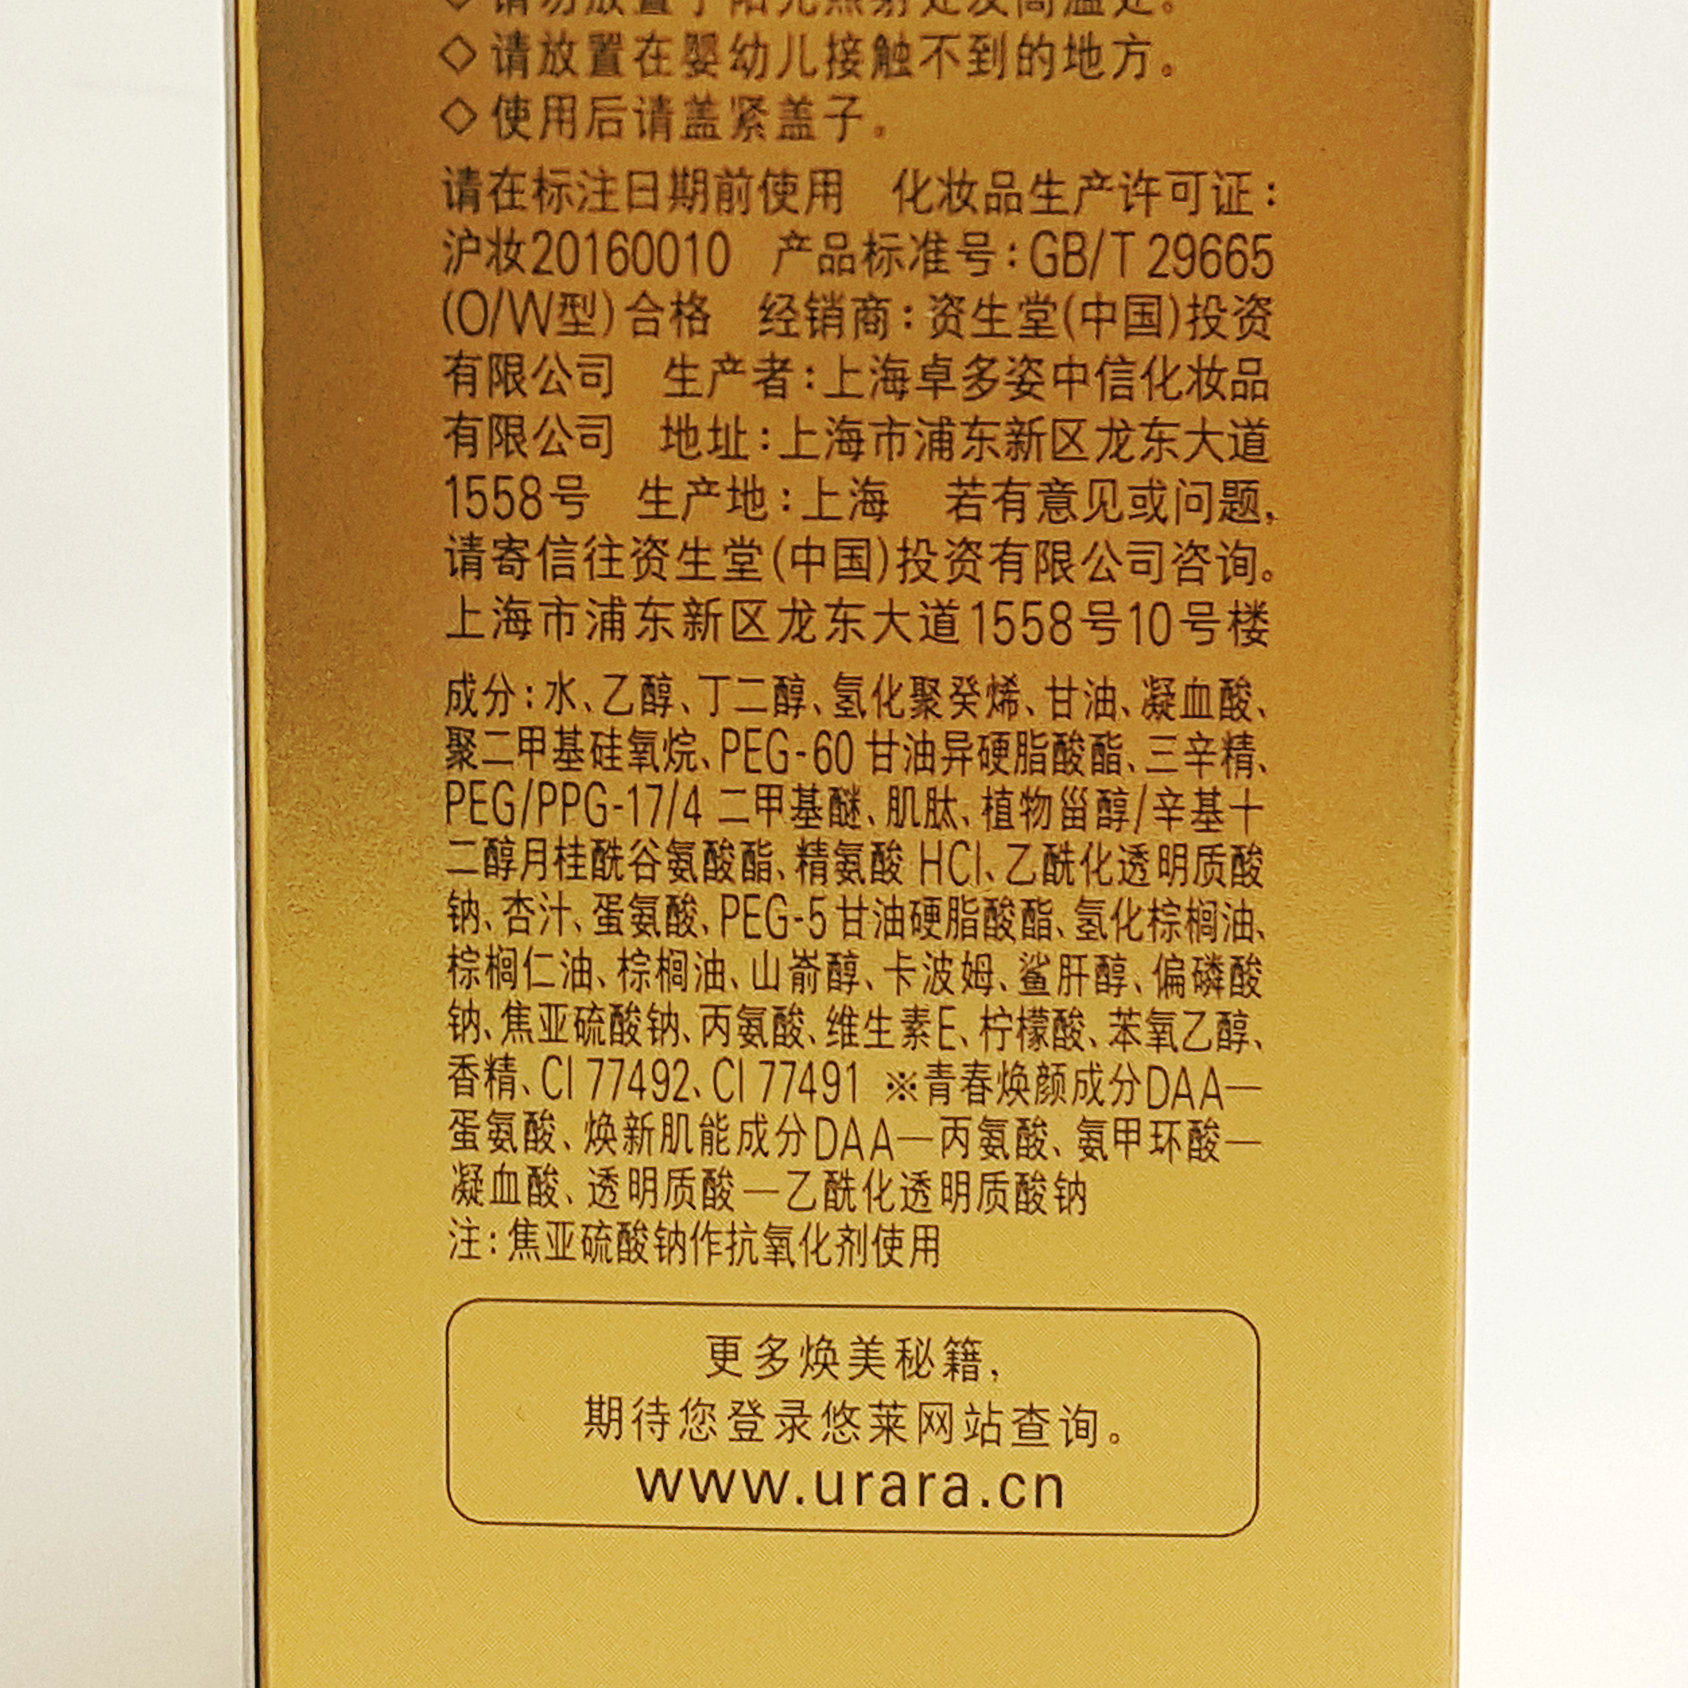 ◇请勿放置于阳光照射处及高温处。
◇请放置在婴幼儿接触不到的地方。
◇使用后请盖紧盖子。
请在标注日期前使用 化妆品生产许可证：
沪妆20160010 产品标准号：GB/T 29665
(O/W型)合格 经销商：资生堂(中国)投资
有限公司 生产者：上海卓多姿中信化妆品
有限公司 地址：上海市浦东新区龙东大道
1558号 生产地：上海 若有意见或问题，
请寄信往资生堂(中国)投资有限公司咨询。
上海市浦东新区龙东大道1558号10号楼
成分：水、乙醇、丁二醇、氢化聚癸烯、甘油、凝血酸、
聚二甲基硅氧烷、PEG-60 甘油异硬脂酸酯、三辛精、
PEG/PPG-17/4 二甲基醚、肌肽、植物甾醇/辛基十
二醇月桂酰谷氨酸酯、精氨酸 HCl、乙酰化透明质酸
钠、杏汁、蛋氨酸、PEG-5 甘油硬脂酸酯、氢化棕榈油、
棕榈仁油、棕榈油、山嵛醇、卡波姆、鲨肝醇、偏磷酸
钠、焦亚硫酸钠、丙氨酸、维生素E、柠檬酸、苯氧乙醇、
香精、CI 77492、CI 77491 ※青春焕颜成分DAA—
蛋氨酸、焕新肌能成分DAA—丙氨酸、氨甲环酸—
凝血酸、透明质酸—乙酰化透明质酸钠
注：焦亚硫酸钠作抗氧化剂使用
更多焕美秘籍，
期待您登录悠莱网站查询。
www.urara.cn